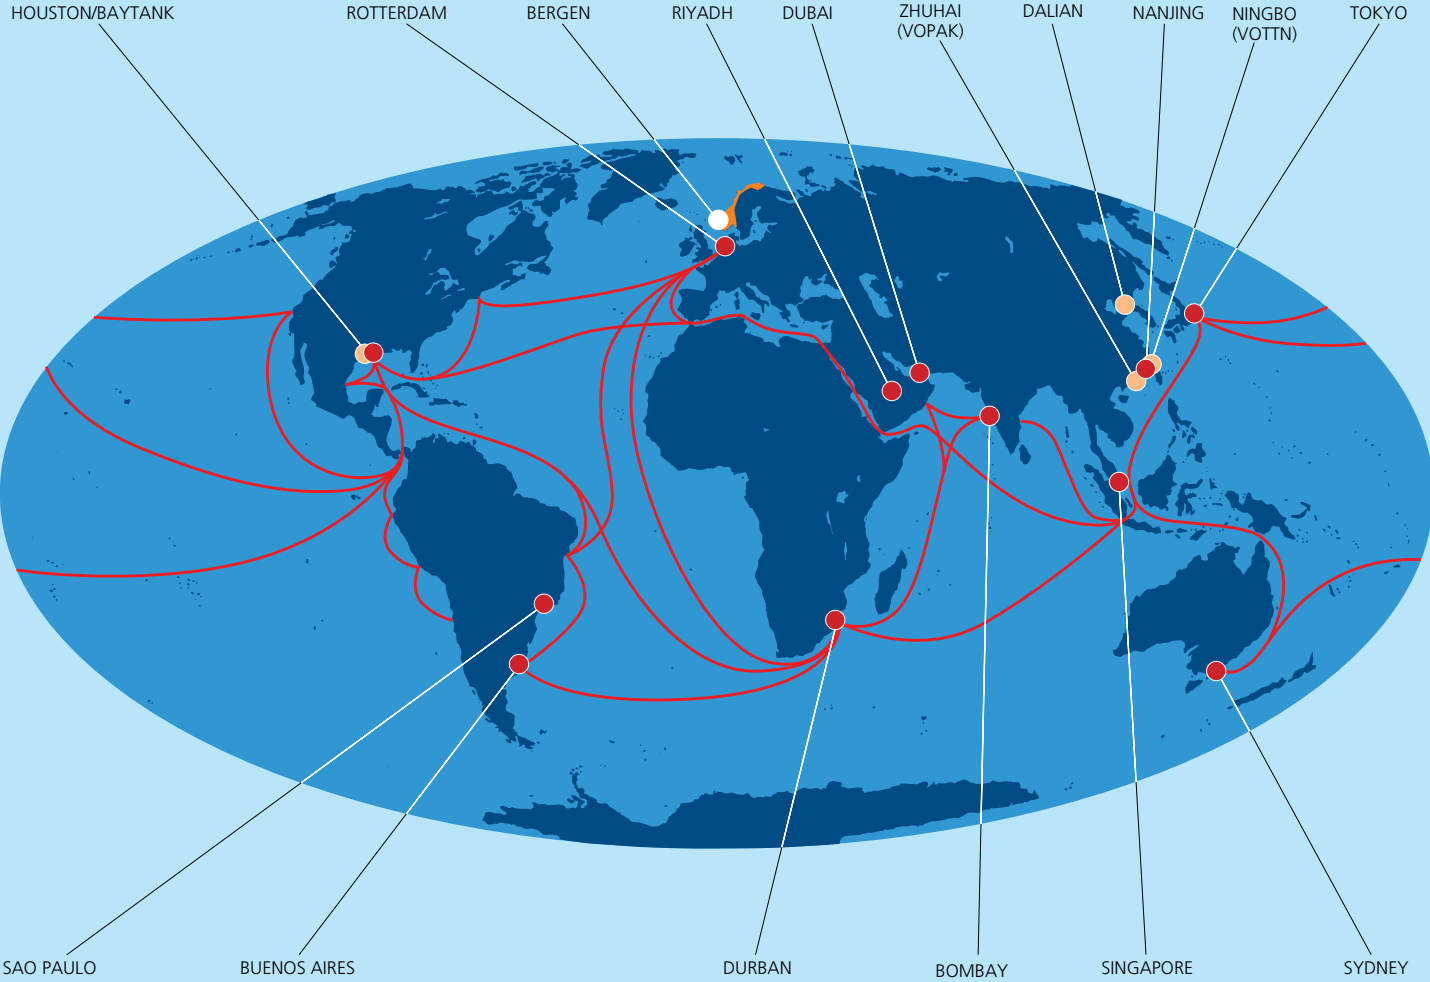 HOUSTON/BAYTANK
ROTTERDAM
BERGEN
RIYADH
DUBAI
ZHUHAI
(VOPAK)
DALIAN
NANJING
NINGBO
(VOTTN)
TOKYO
SAO PAULO
BUENOS AIRES
DURBAN
BOMBAY
SINGAPORE
SYDNEY